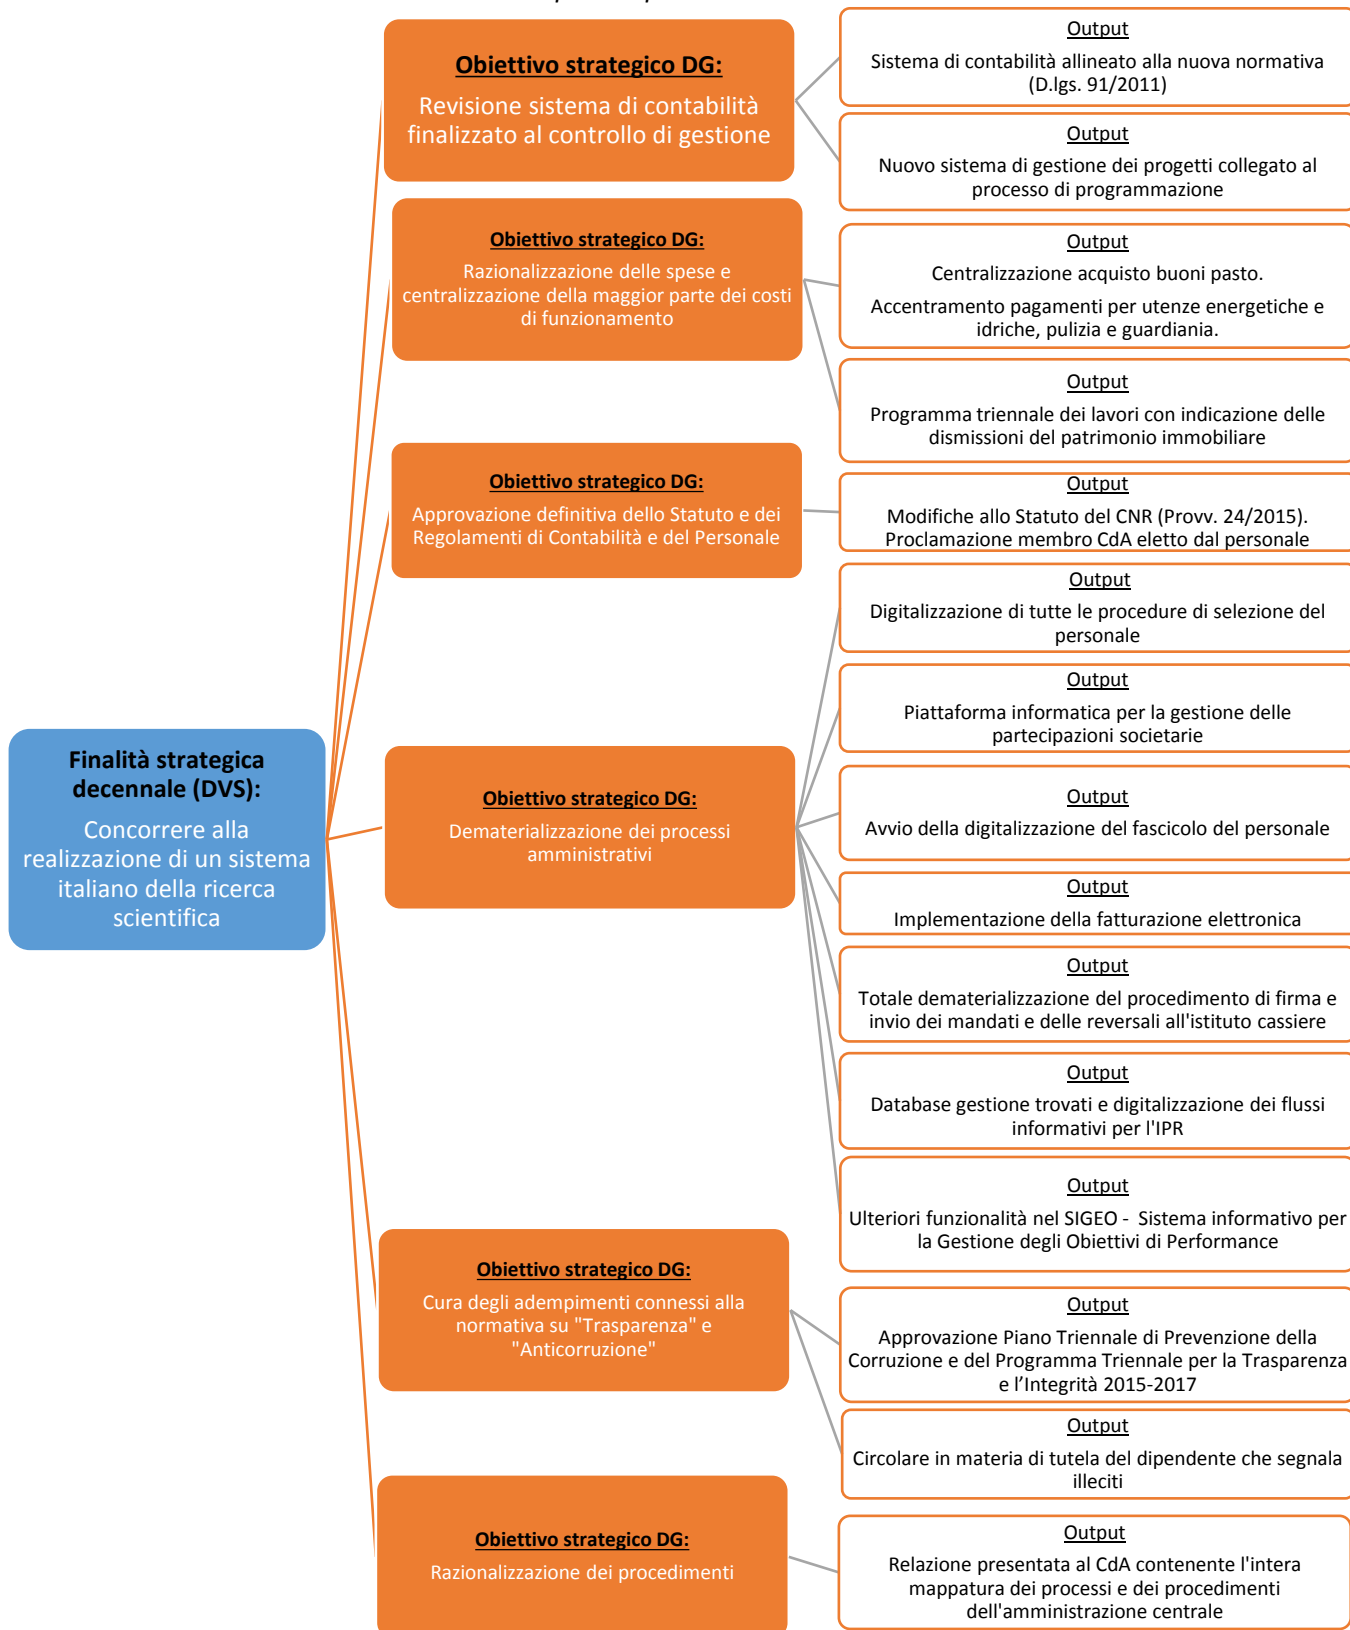 Obiettivo strategico DG:
Revisione sistema di contabilità
finalizzato al controllo di gestione
Output
Sistema di contabilità allineato alla nuova normativa
(D.lgs. 91/2011)
Output
Nuovo sistema di gestione dei progetti collegato al
processo di programmazione
Obiettivo strategico DG:
Razionalizzazione delle spese e
centralizzazione della maggior parte dei costi
di funzionamento
Output
Centralizzazione acquisto buoni pasto.
Accentramento pagamenti per utenze energetiche e
idriche, pulizia e guardiania.
Output
Programma triennale dei lavori con indicazione delle
dismissioni del patrimonio immobiliare
Obiettivo strategico DG:
Approvazione definitiva dello Statuto e dei
Regolamenti di Contabilità e del Personale
Output
Modifiche allo Statuto del CNR (Provv. 24/2015).
Proclamazione membro CdA eletto dal personale
Finalità strategica
decennale (DVS):
Concorrere alla
realizzazione di un sistema
italiano della ricerca
scientifica
Obiettivo strategico DG:
Dematerializzazione dei processi
amministrativi
Output
Digitalizzazione di tutte le procedure di selezione del
personale
Output
Piattaforma informatica per la gestione delle
partecipazioni societarie
Output
Avvio della digitalizzazione del fascicolo del personale
Output
Implementazione della fatturazione elettronica
Output
Totale dematerializzazione del procedimento di firma e
invio dei mandati e delle reversali all'istituto cassiere
Output
Database gestione trovati e digitalizzazione dei flussi
informativi per l'IPR
Output
Ulteriori funzionalità nel SIGEO - Sistema informativo per
la Gestione degli Obiettivi di Performance
Obiettivo strategico DG:
Cura degli adempimenti connessi alla
normativa su "Trasparenza" e
"Anticorruzione"
Output
Approvazione Piano Triennale di Prevenzione della
Corruzione e del Programma Triennale per la Trasparenza
e l’Integrità 2015-2017
Output
Circolare in materia di tutela del dipendente che segnala
illeciti
Obiettivo strategico DG:
Razionalizzazione dei procedimenti
Output
Relazione presentata al CdA contenente l'intera
mappatura dei processi e dei procedimenti
dell'amministrazione centrale